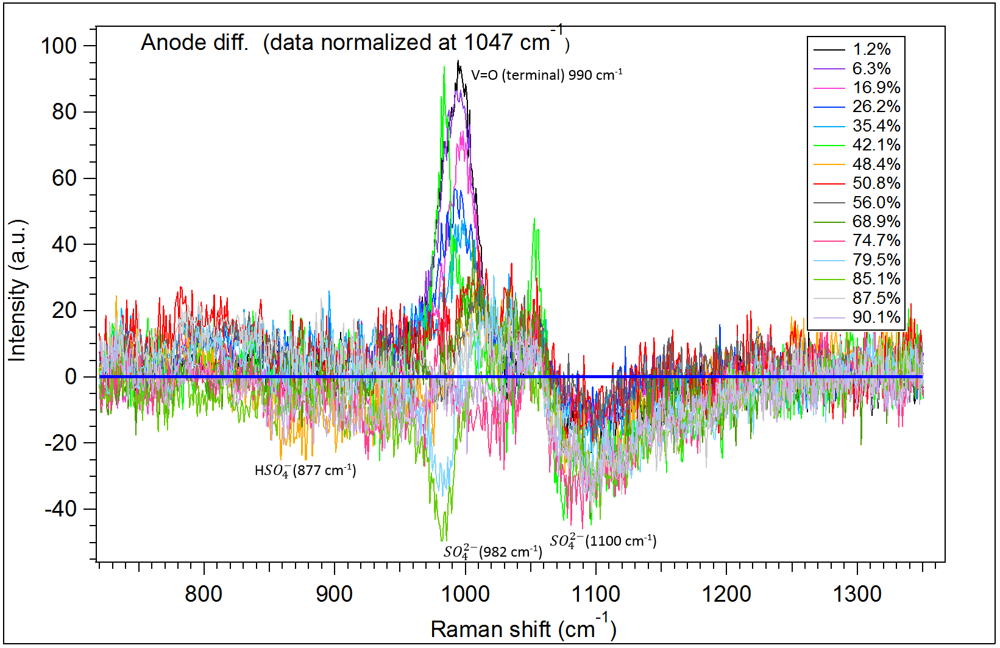 Anode diff. (data normalized at 1047 cm⁻¹)
V=O (terminal) 990 cm⁻¹
1.2%
6.3%
16.9%
26.2%
35.4%
42.1%
48.4%
50.8%
56.0%
68.9%
74.7%
79.5%
85.1%
87.5%
90.1%
100
80
60
40
20
0
-20
-40
Intensity (a.u.)
HSO₄⁻(877 cm⁻¹)
SO₄²⁻(982 cm⁻¹)
SO₄²⁻(1100 cm⁻¹)
800 900 1000 1100 1200 1300
Raman shift (cm⁻¹)